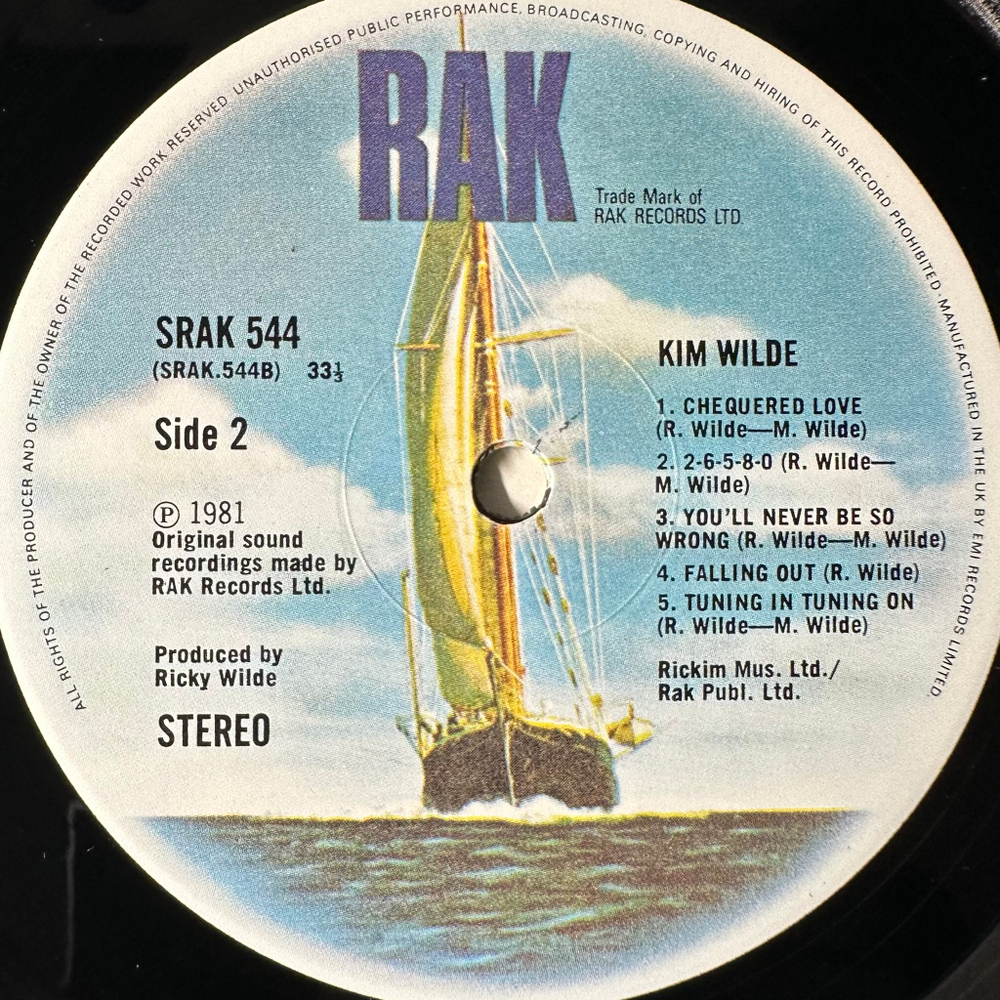 ALL RIGHTS OF THE PRODUCER AND OF THE OWNER OF THE RECORDED WORK RESERVED UNAUTHORISED PUBLIC PERFORMANCE, BROADCASTING, COPYING AND HIRING OF THIS RECORD PROHIBITED · MANUFACTURED IN THE UK BY EMI RECORDS LIMITED
RAK
Trade Mark of
RAK RECORDS LTD
SRAK 544
(SRAK.544B) 33⅓
Side 2
℗ 1981
Original sound
recordings made by
RAK Records Ltd.
Produced by
Ricky Wilde
STEREO
KIM WILDE
1. CHEQUERED LOVE
(R. Wilde—M. Wilde)
2. 2-6-5-8-0 (R. Wilde—
M. Wilde)
3. YOU'LL NEVER BE SO
WRONG (R. Wilde—M. Wilde)
4. FALLING OUT (R. Wilde)
5. TUNING IN TUNING ON
(R. Wilde—M. Wilde)
Rickim Mus. Ltd./
Rak Publ. Ltd.